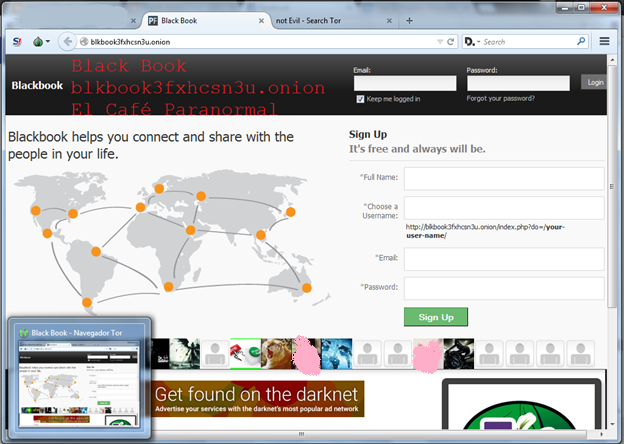 Black Book
not Evil - Search Tor
blkbook3fxhcsn3u.onion
Search
Blackbook
Black Book
blkbook3fxhcsn3u.onion
El Café Paranormal
Email:
Password:
Login
Keep me logged in
Forgot your password?
Blackbook helps you connect and share with the
people in your life.
Sign Up
It's free and always will be.
*Full Name:
*Choose a
Username:
http://blkbook3fxhcsn3u.onion/index.php?do=/your-
user-name/
*Email:
*Password:
Sign Up
Black Book - Navegador Tor
Get found on the darknet
Advertise your services with the darknet's most popular ad network